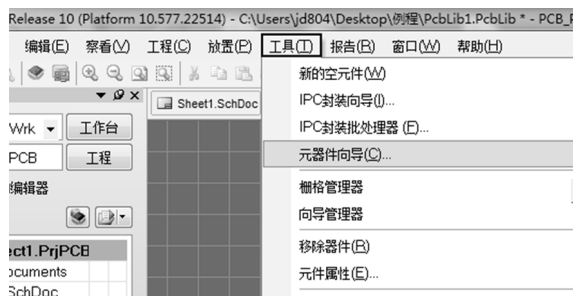 Release 10 (Platform 10.577.22514) - C:\Users\jd804\Desktop\例程\PcbLib1.PcbLib * - PCB_F
编辑(E) 察看(V) 工程(C) 放置(P) 工具(T) 报告(R) 窗口(W) 帮助(H)
新的空元件(W)
Sheet1.SchDoc
IPC封装向导(I)...
Wrk 工作台
IPC封装批处理器 (F)...
PCB 工程
元器件向导(C)...
编辑器
栅格管理器
向导管理器
ect1.PrjPCB
移除器件(R)
ocuments
元件属性(E)...
SchDoc